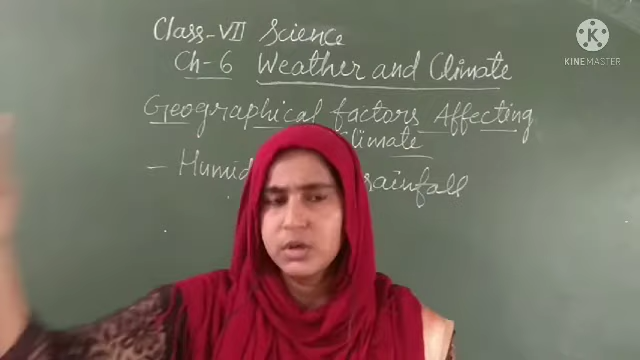 Class-VII Science
Ch-6 Weather and Climate
Geographical factors Affecting
Climate
- Humid rainfall
KINEMASTER